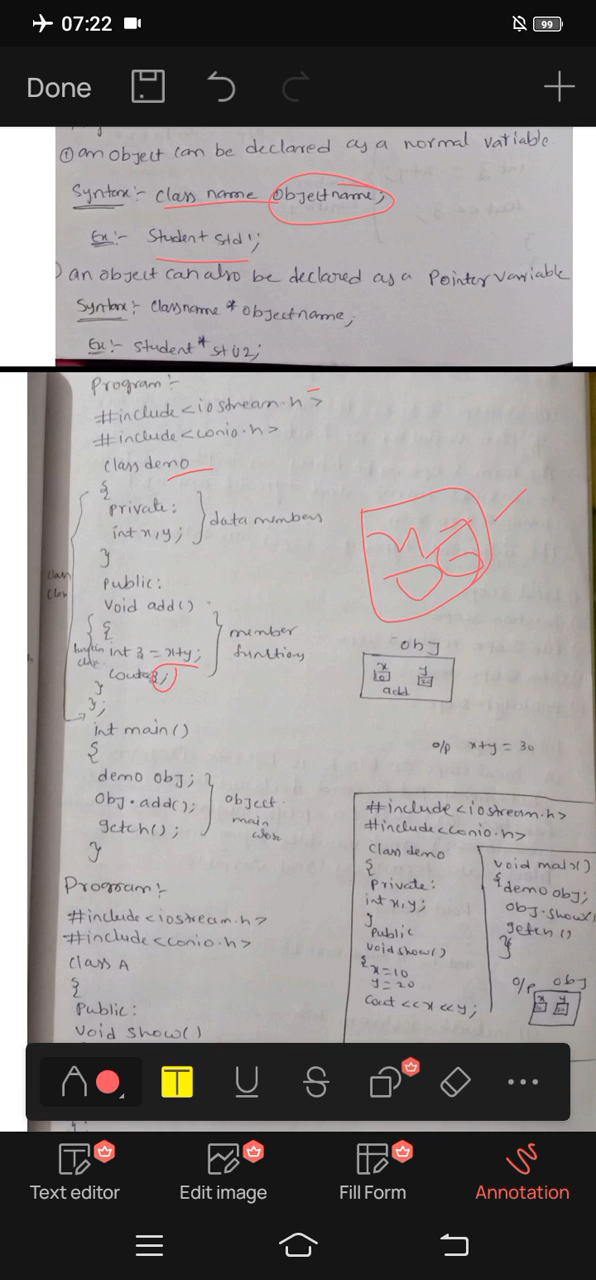 07:22
99
Done
① an object can be declared as a normal variable
Syntax:- Class name Objectname;
Ex:- Student std1;
) an object can also be declared as a Pointer variable
Syntax:- Classname * objectname;
Ex:- Student* stu2;
Program:-
#include<iostream.h>
#include<conio.h>
class demo
{
private:
int x,y;
data members
}
public:
Void add()
{
int z = x+y;
cout<<z;
member
function
}
};
class
obj
x
y
add
int main()
{
o/p x+y = 30
demo obj;
Obj.add();
getch();
object
main
}
#include<iostream.h>
#include<conio.h>
Class demo
{
Private:
int x,y;
}
Public
void show()
{
x=10
y=20
Cout <<x <<y;
void main()
{
demo obj;
obj.show(
getch()
}
o/p obj
x
y
Program:-
#include<iostream.h>
#include<conio.h>
Class A
{
Public:
Void show()
T
U
S
Text editor
Edit image
Fill Form
Annotation